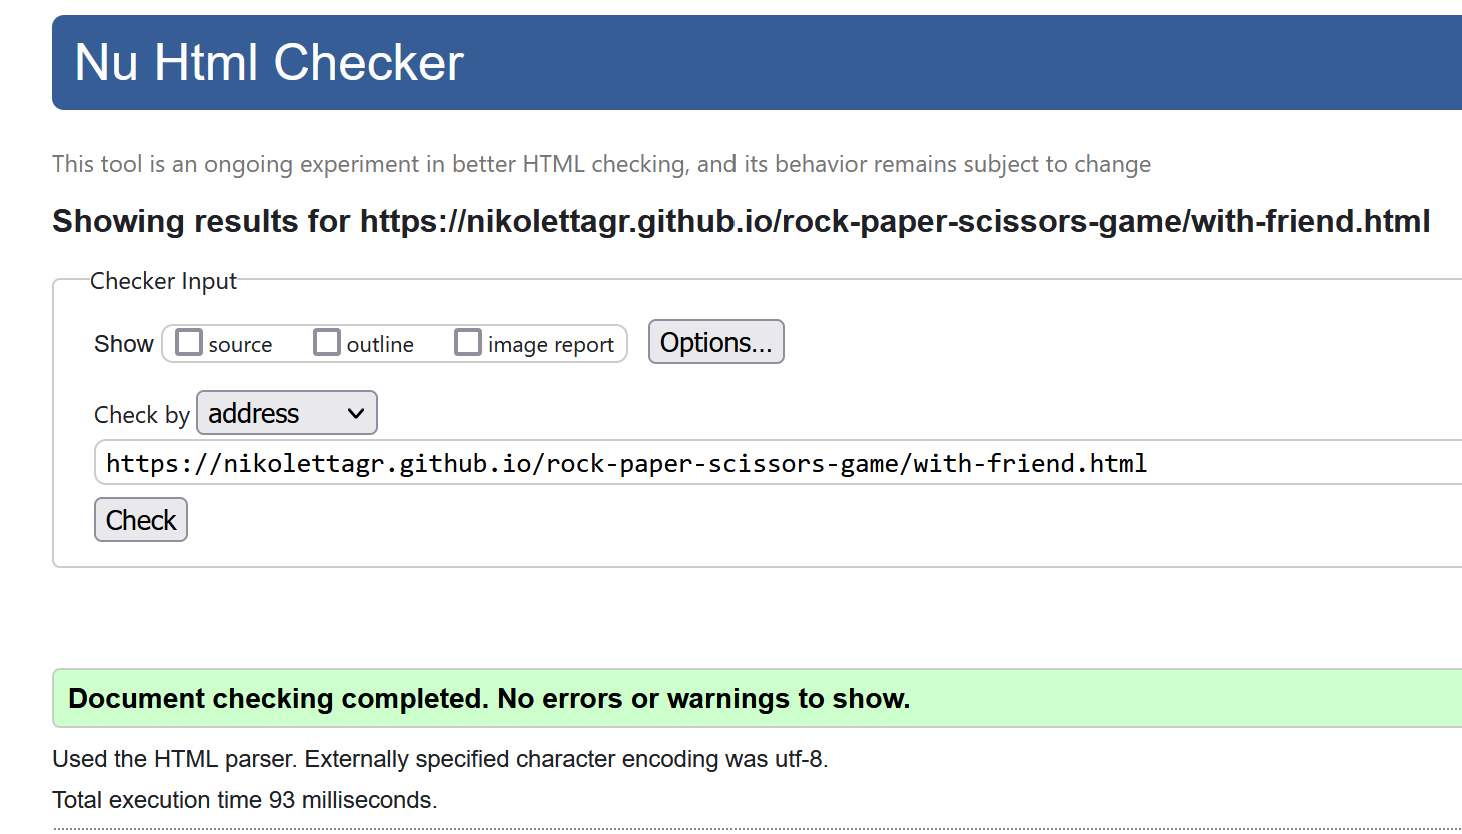 Nu Html Checker
This tool is an ongoing experiment in better HTML checking, and its behavior remains subject to change
Showing results for https://nikolettagr.github.io/rock-paper-scissors-game/with-friend.html
Checker Input
Show source outline image report Options...
Check by address
https://nikolettagr.github.io/rock-paper-scissors-game/with-friend.html
Check
Document checking completed. No errors or warnings to show.
Used the HTML parser. Externally specified character encoding was utf-8.
Total execution time 93 milliseconds.